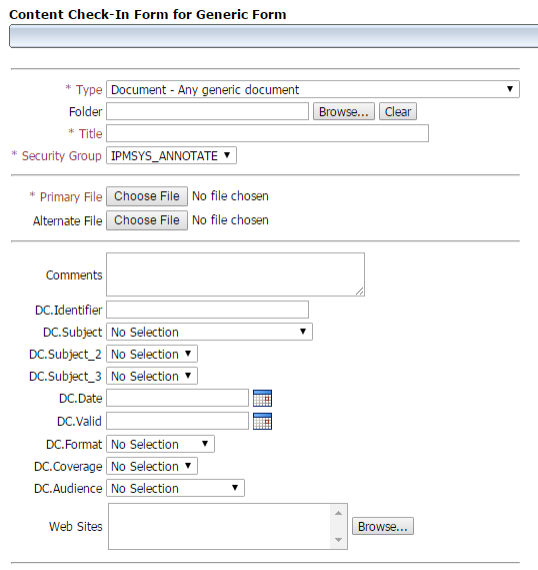 Content Check-In Form for Generic Form
* Type Document - Any generic document
Folder Browse... Clear
* Title
* Security Group IPMSYS_ANNOTATE
* Primary File Choose File No file chosen
Alternate File Choose File No file chosen
Comments
DC.Identifier
DC.Subject No Selection
DC.Subject_2 No Selection
DC.Subject_3 No Selection
DC.Date
DC.Valid
DC.Format No Selection
DC.Coverage No Selection
DC.Audience No Selection
Web Sites Browse...